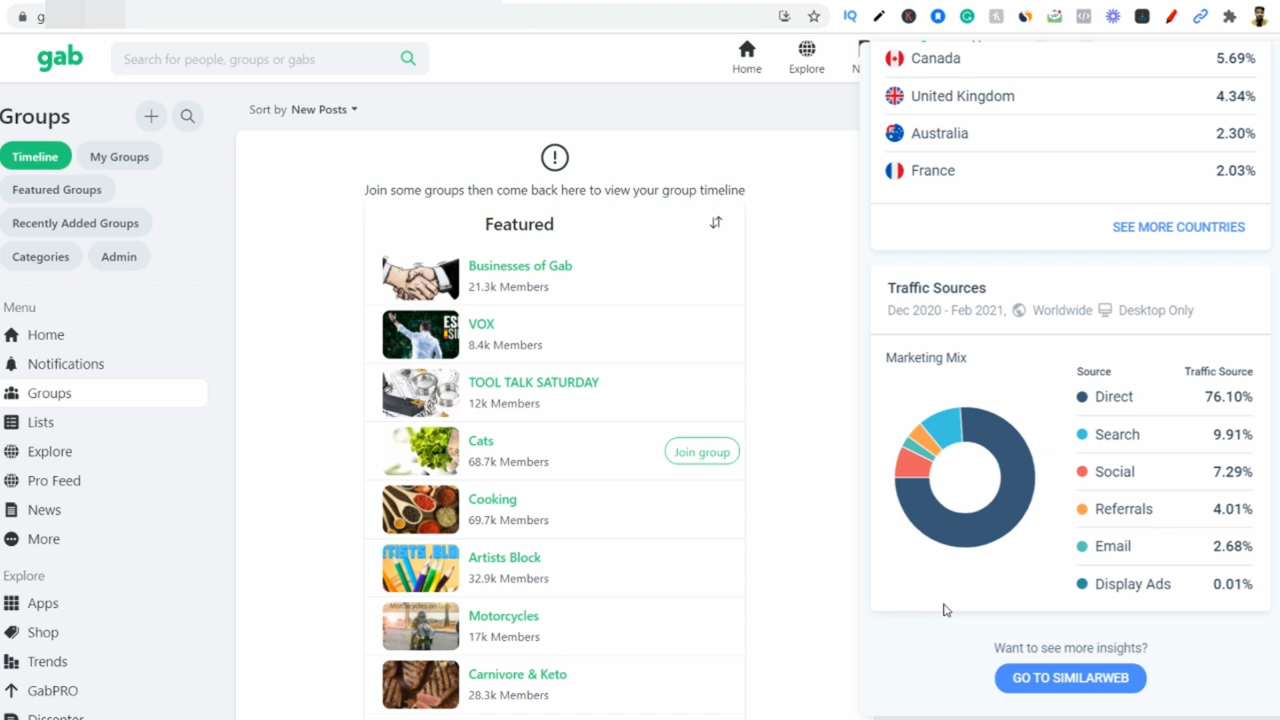 g
gab
Search for people, groups or gabs
Home
Explore
N
Groups
Timeline
My Groups
Featured Groups
Recently Added Groups
Categories
Admin
Menu
Home
Notifications
Groups
Lists
Explore
Pro Feed
News
More
Explore
Apps
Shop
Trends
GabPRO
Dissenter
Sort by New Posts
Join some groups then come back here to view your group timeline
Featured
Businesses of Gab
21.3k Members
VOX
8.4k Members
TOOL TALK SATURDAY
12k Members
Cats
68.7k Members
Join group
Cooking
69.7k Members
Artists Block
32.9k Members
Motorcycles
17k Members
Carnivore & Keto
28.3k Members
Canada 5.69%
United Kingdom 4.34%
Australia 2.30%
France 2.03%
SEE MORE COUNTRIES
Traffic Sources
Dec 2020 - Feb 2021, Worldwide Desktop Only
Marketing Mix
Source Traffic Source
Direct 76.10%
Search 9.91%
Social 7.29%
Referrals 4.01%
Email 2.68%
Display Ads 0.01%
Want to see more insights?
GO TO SIMILARWEB